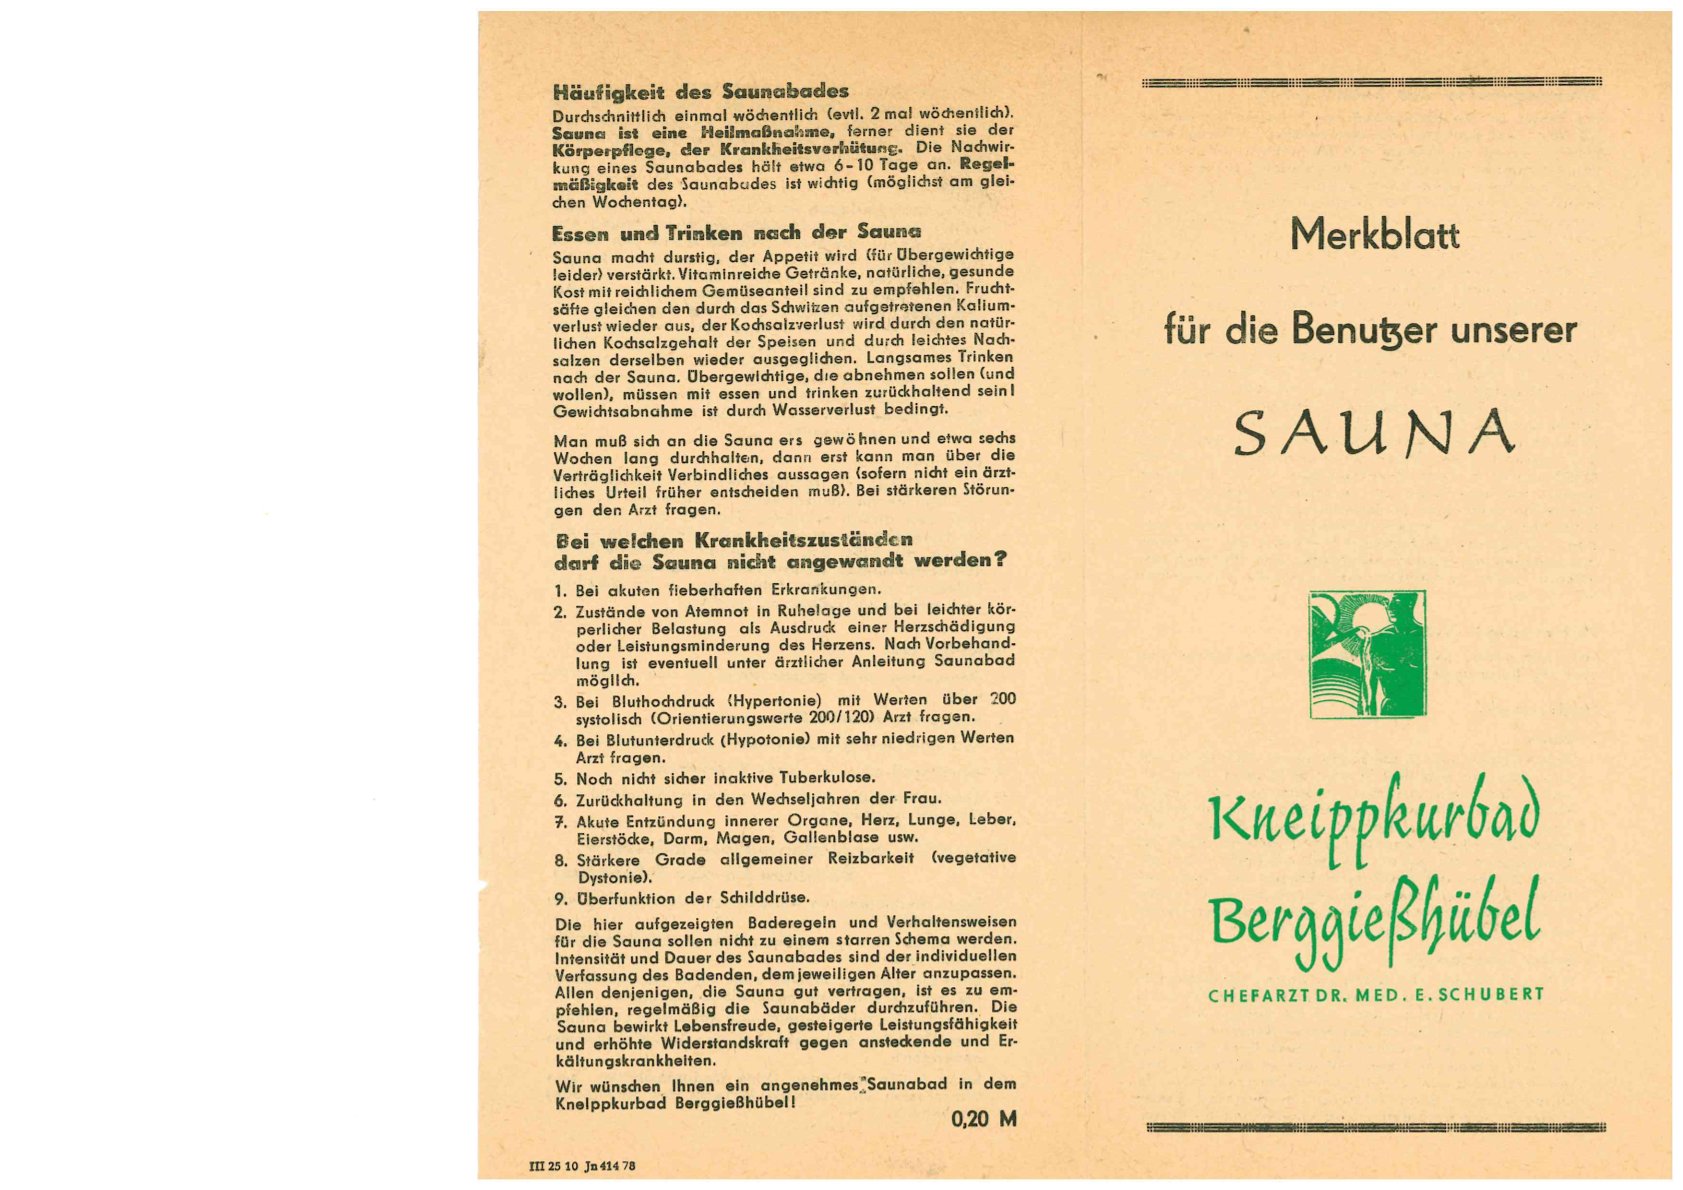 Häufigkeit des Saunabades
Durchschnittlich einmal wöchentlich (evtl. 2 mal wöchentlich).
Sauna ist eine Heilmaßnahme, ferner dient sie der
Körperpflege, der Krankheitsverhütung. Die Nachwir-
kung eines Saunabades hält etwa 6-10 Tage an. Regel-
mäßigkeit des Saunabades ist wichtig (möglichst am glei-
chen Wochentag).
Essen und Trinken nach der Sauna
Sauna macht durstig, der Appetit wird (für Übergewichtige
leider) verstärkt. Vitaminreiche Getränke, natürliche, gesunde
Kost mit reichlichem Gemüseanteil sind zu empfehlen. Frucht-
säfte gleichen den durch das Schwitzen aufgetretenen Kalium-
verlust wieder aus, der Kochsalzverlust wird durch den natür-
lichen Kochsalzgehalt der Speisen und durch leichtes Nach-
salzen derselben wieder ausgeglichen. Langsames Trinken
nach der Sauna. Übergewichtige, die abnehmen sollen (und
wollen), müssen mit essen und trinken zurückhaltend sein!
Gewichtsabnahme ist durch Wasserverlust bedingt.
Man muß sich an die Sauna ers gewöhnen und etwa sechs
Wochen lang durchhalten, dann erst kann man über die
Verträglichkeit Verbindliches aussagen (sofern nicht ein ärzt-
liches Urteil früher entscheiden muß). Bei stärkeren Störun-
gen den Arzt fragen.
Bei welchen Krankheitszuständen
darf die Sauna nicht angewandt werden?
1. Bei akuten fieberhaften Erkrankungen.
2. Zustände von Atemnot in Ruhelage und bei leichter kör-
perlicher Belastung als Ausdruck einer Herzschädigung
oder Leistungsminderung des Herzens. Nach Vorbehand-
lung ist eventuell unter ärztlicher Anleitung Saunabad
möglich.
3. Bei Bluthochdruck (Hypertonie) mit Werten über 200
systolisch (Orientierungswerte 200/120) Arzt fragen.
4. Bei Blutunterdruck (Hypotonie) mit sehr niedrigen Werten
Arzt fragen.
5. Noch nicht sicher inaktive Tuberkulose.
6. Zurückhaltung in den Wechseljahren der Frau.
7. Akute Entzündung innerer Organe, Herz, Lunge, Leber,
Eierstöcke, Darm, Magen, Gallenblase usw.
8. Stärkere Grade allgemeiner Reizbarkeit (vegetative
Dystonie).
9. Überfunktion der Schilddrüse.
Die hier aufgezeigten Baderegeln und Verhaltensweisen
für die Sauna sollen nicht zu einem starren Schema werden.
Intensität und Dauer des Saunabades sind der individuellen
Verfassung des Badenden, dem jeweiligen Alter anzupassen.
Allen denjenigen, die Sauna gut vertragen, ist es zu em-
pfehlen, regelmäßig die Saunabäder durchzuführen. Die
Sauna bewirkt Lebensfreude, gesteigerte Leistungsfähigkeit
und erhöhte Widerstandskraft gegen ansteckende und Er-
kältungskrankheiten.
Wir wünschen Ihnen ein angenehmes Saunabad in dem
Kneippkurbad Berggießhübel!
0,20 M
III 25 10 Jn 414 78
Merkblatt
für die Benutzer unserer
SAUNA
Kneippkurbad
Berggießhübel
CHEFARZT DR. MED. E. SCHUBERT